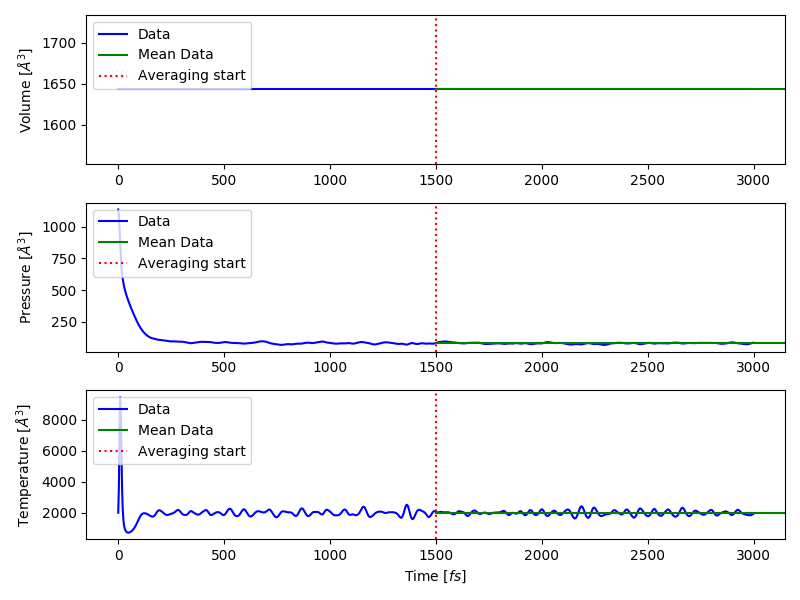 Volume [Å³]
1700
1650
1600
Data
Mean Data
Averaging start
0 500 1000 1500 2000 2500 3000
Pressure [Å³]
1000
750
500
250
Data
Mean Data
Averaging start
0 500 1000 1500 2000 2500 3000
Temperature [Å³]
8000
6000
4000
2000
Data
Mean Data
Averaging start
0 500 1000 1500 2000 2500 3000
Time [fs]